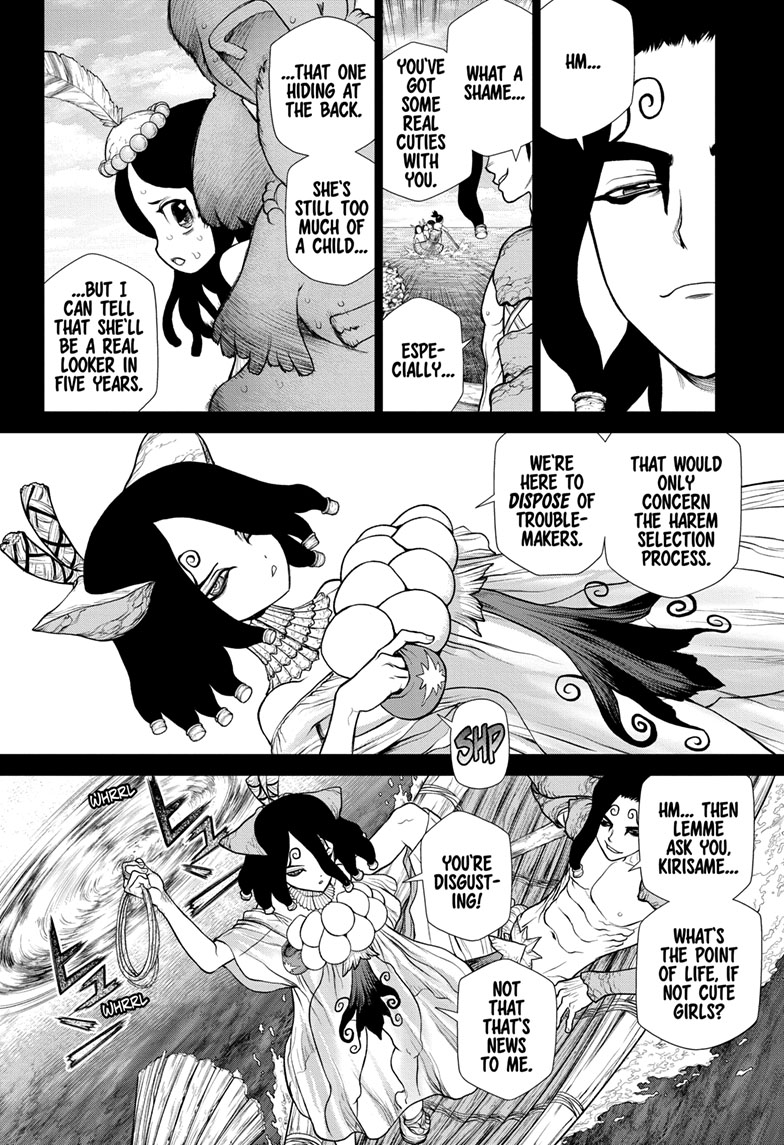 HM...
WHAT A
SHAME...
YOU'VE
GOT
SOME
REAL
CUTIES
WITH
YOU.
ESPE-
CIALLY...
...THAT ONE
HIDING AT
THE BACK.
SHE'S
STILL TOO
MUCH OF
A CHILD...
...BUT I
CAN TELL
THAT SHE'LL
BE A REAL
LOOKER IN
FIVE YEARS.
THAT WOULD
ONLY
CONCERN
THE HAREM
SELECTION
PROCESS.
WE'RE
HERE TO
DISPOSE OF
TROUBLE-
MAKERS.
SHP
HM... THEN
LEMME
ASK YOU,
KIRISAME...
WHAT'S
THE POINT
OF LIFE, IF
NOT CUTE
GIRLS?
YOU'RE
DISGUST-
ING!
NOT
THAT
THAT'S
NEWS
TO ME.
WHRRL
WHRRL